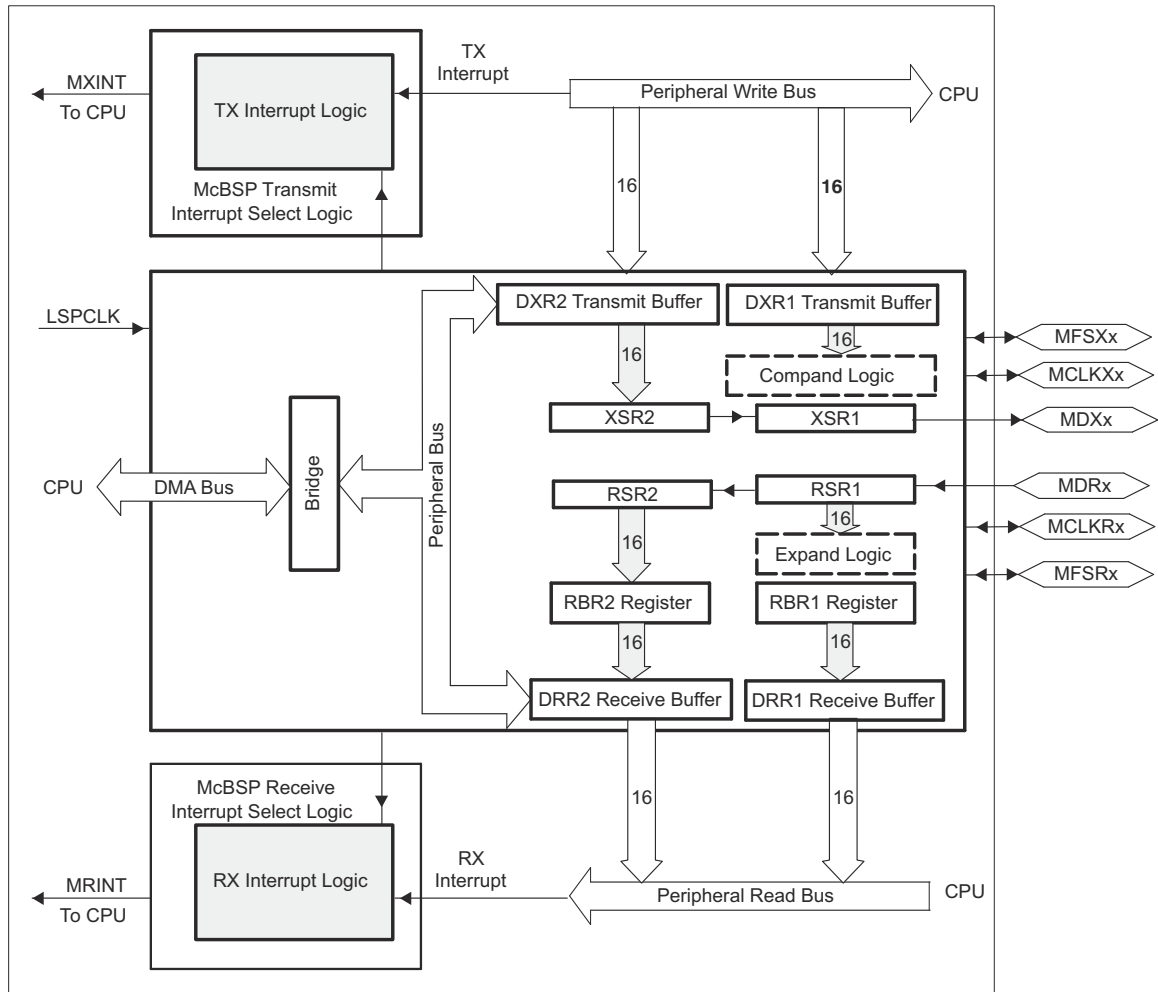 TX
Interrupt
MXINT
To CPU
TX Interrupt Logic
Peripheral Write Bus
CPU
McBSP Transmit
Interrupt Select Logic
16
16
LSPCLK
DXR2 Transmit Buffer
DXR1 Transmit Buffer
16
16
MFSXx
Compand Logic
MCLKXx
XSR2
XSR1
MDXx
CPU
DMA Bus
Bridge
Peripheral Bus
RSR2
RSR1
MDRx
16
16
MCLKRx
Expand Logic
MFSRx
RBR2 Register
RBR1 Register
16
16
DRR2 Receive Buffer
DRR1 Receive Buffer
McBSP Receive
Interrupt Select Logic
16
16
RX
Interrupt
MRINT
To CPU
RX Interrupt Logic
Peripheral Read Bus
CPU